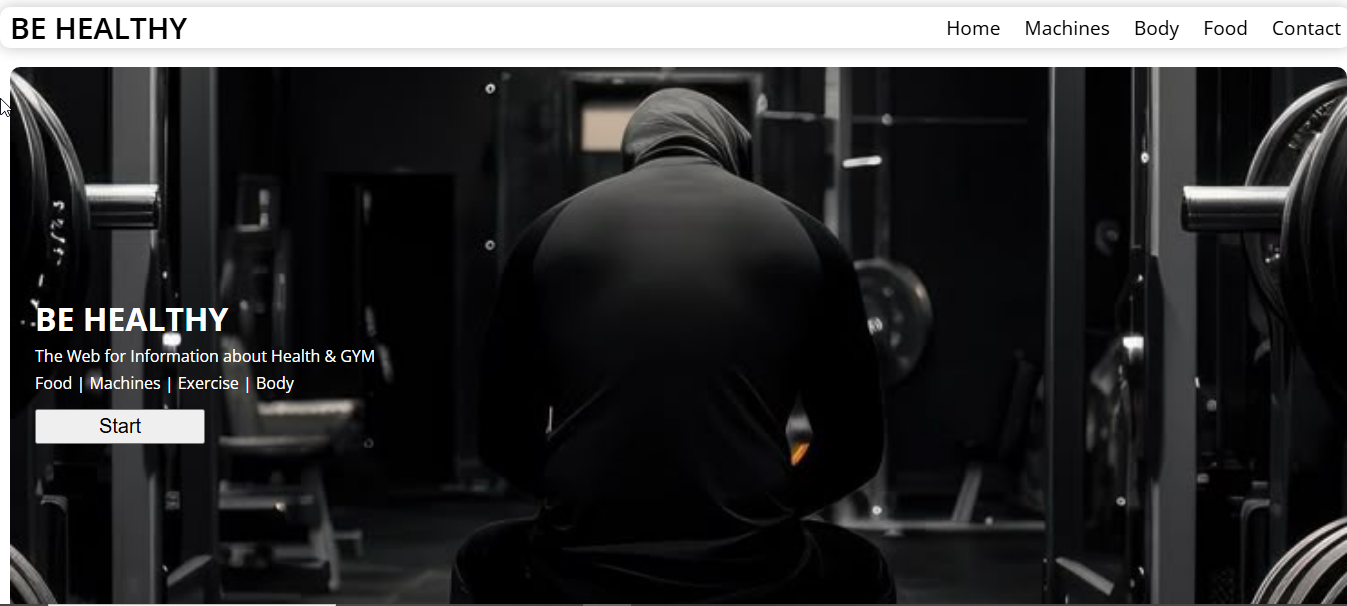 BE HEALTHY
Home Machines Body Food Contact
BE HEALTHY
The Web for Information about Health & GYM
Food | Machines | Exercise | Body
Start